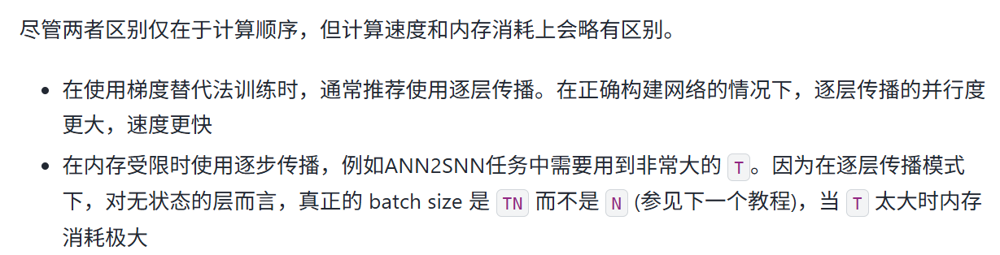 尽管两者区别仅在于计算顺序，但计算速度和内存消耗上会略有区别。
在使用梯度替代法训练时，通常推荐使用逐层传播。在正确构建网络的情况下，逐层传播的并行度
更大，速度更快
在内存受限时使用逐步传播，例如ANN2SNN任务中需要用到非常大的 T。因为在逐层传播模式
下，对无状态的层而言，真正的 batch size 是 TN 而不是 N (参见下一个教程)，当 T 太大时内存
消耗极大